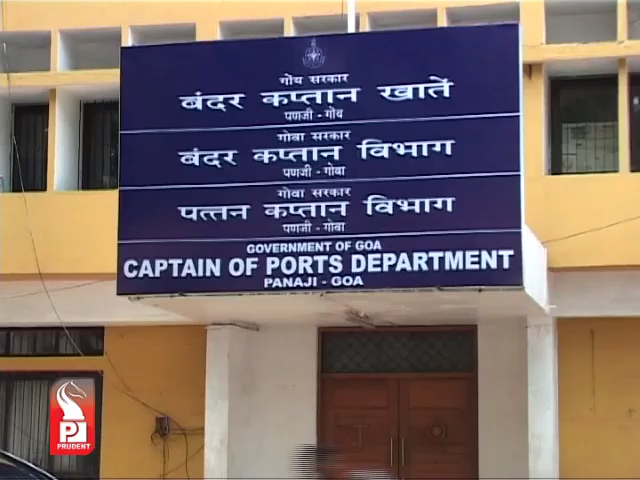 गोंय सरकार
बंदर कप्तान खातें
पणजी - गोंय
गोवा सरकार
बंदर कप्तान विभाग
पणजी - गोवा
गोवा सरकार
पत्तन कप्तान विभाग
पणजी - गोवा
GOVERNMENT OF GOA
CAPTAIN OF PORTS DEPARTMENT
PANAJI - GOA
PRUDENT